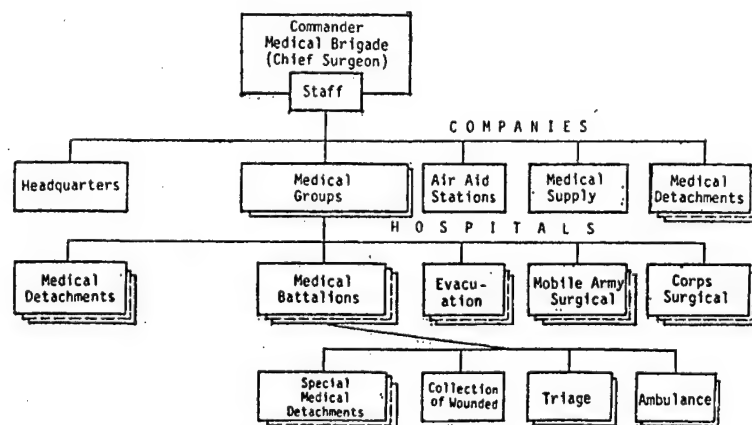 Commander
Medical Brigade
(Chief Surgeon)
Staff
COMPANIES
Headquarters
Medical
Groups
Air Aid
Stations
Medical
Supply
Medical
Detachments
HOSPITALS
Medical
Detachments
Medical
Battalions
Evacu-
ation
Mobile Army
Surgical
Corps
Surgical
Special
Medical
Detachments
Collection
of Wounded
Triage
Ambulance